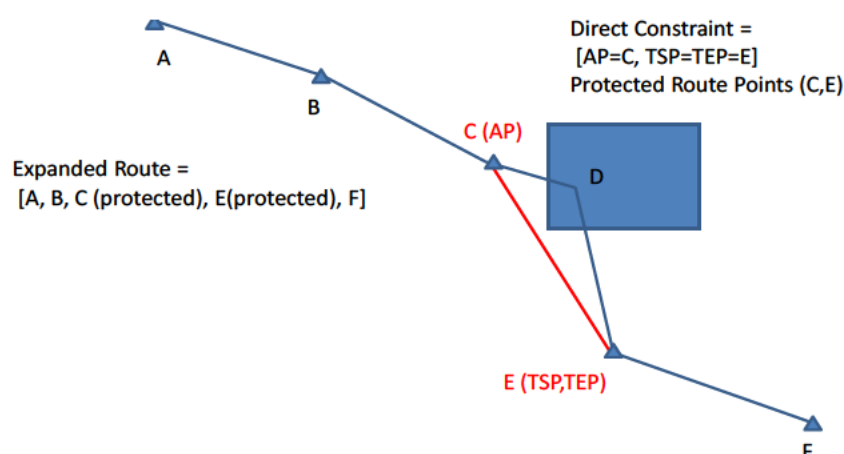 Direct Constraint =
[AP=C, TSP=TEP=E]
Protected Route Points (C,E)
A
B
C (AP)
D
Expanded Route =
[A, B, C (protected), E(protected), F]
E (TSP,TEP)
F